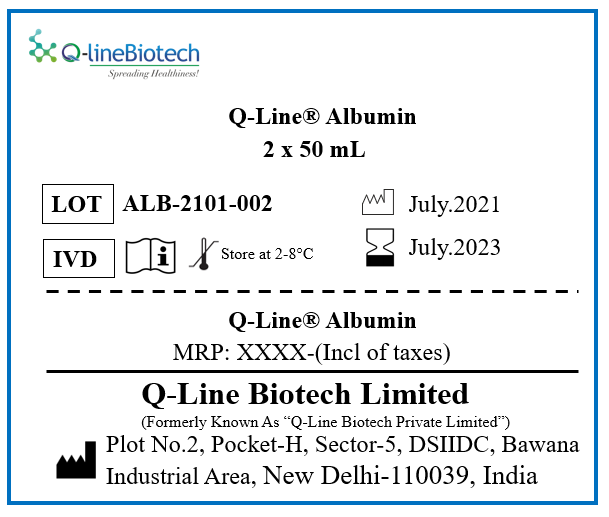 Q-lineBiotech
Spreading Healthiness!
Q-Line® Albumin
2 x 50 mL
LOT ALB-2101-002 July.2021
IVD i Store at 2-8°C July.2023
Q-Line® Albumin
MRP: XXXX-(Incl of taxes)
Q-Line Biotech Limited
(Formerly Known As “Q-Line Biotech Private Limited”)
Plot No.2, Pocket-H, Sector-5, DSIIDC, Bawana
Industrial Area, New Delhi-110039, India